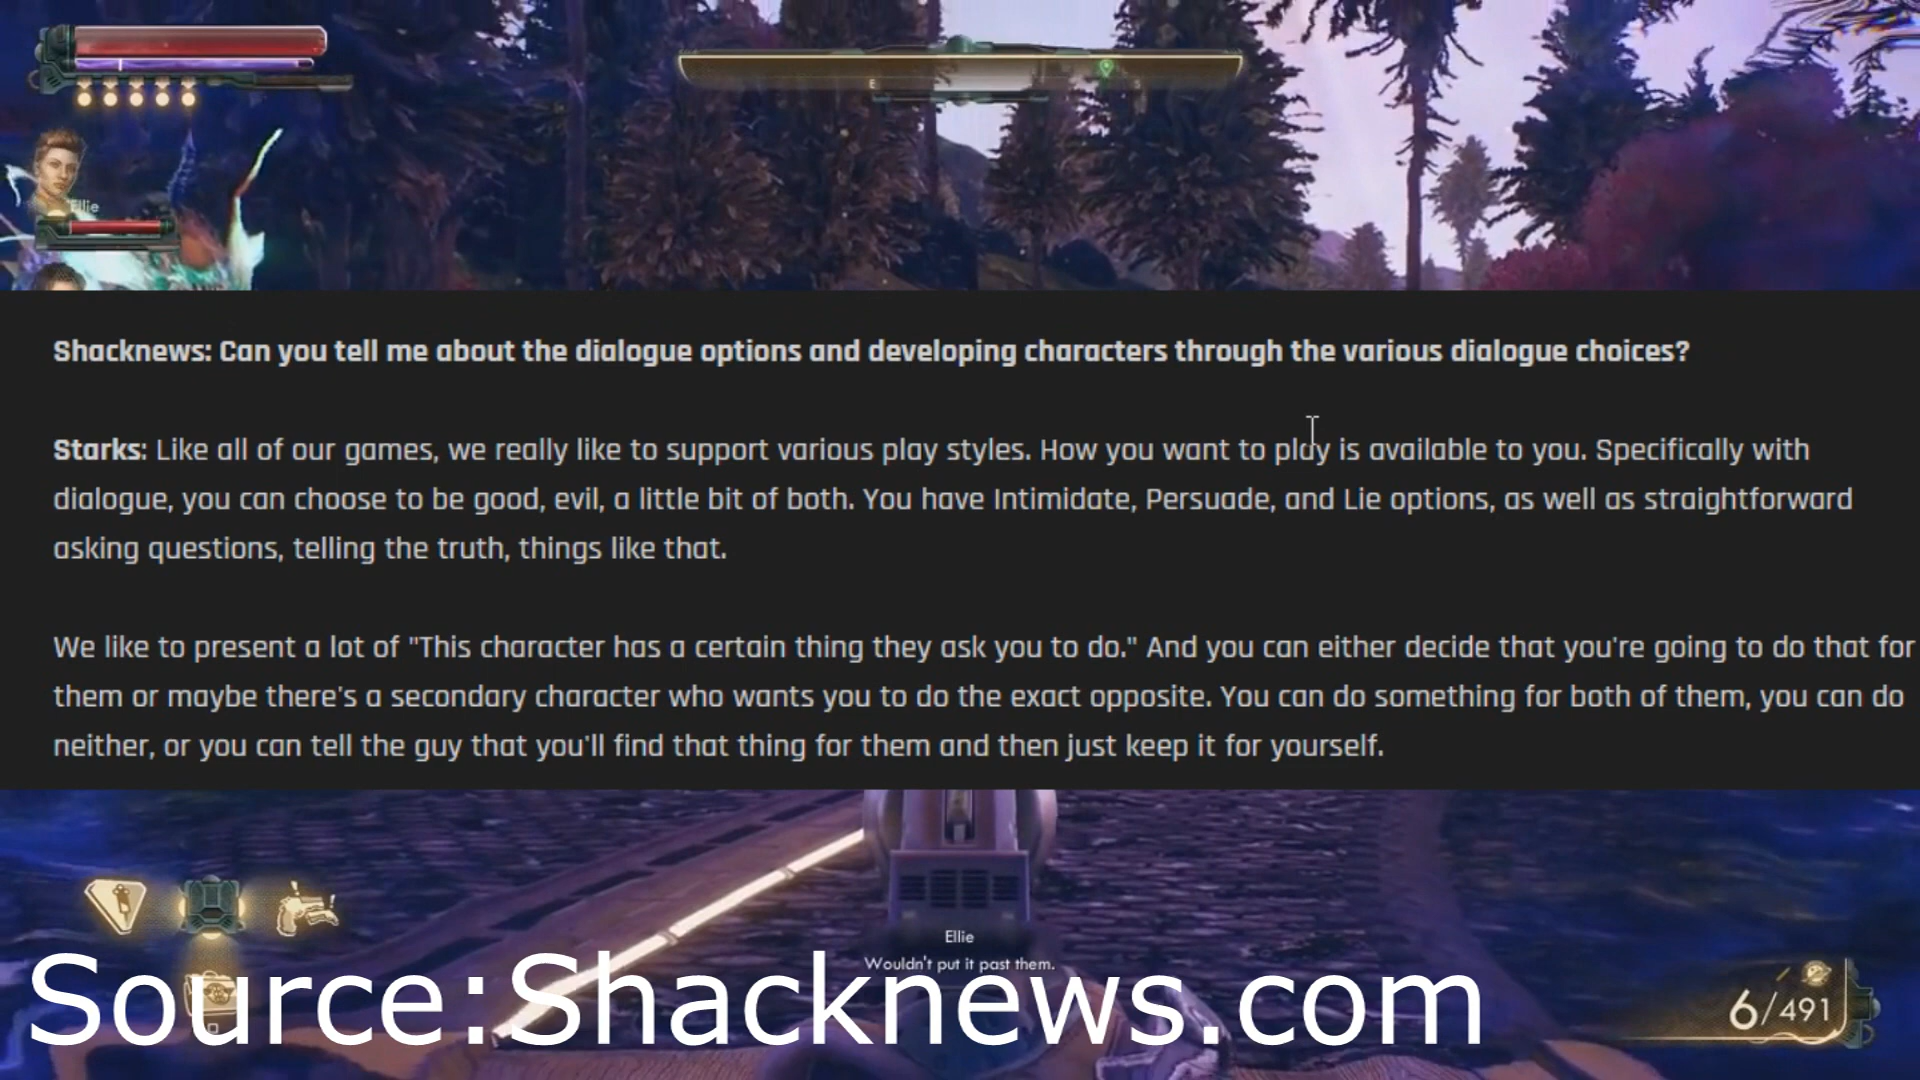 E
S
Ellie
Shacknews: Can you tell me about the dialogue options and developing characters through the various dialogue choices?
Starks: Like all of our games, we really like to support various play styles. How you want to play is available to you. Specifically with
dialogue, you can choose to be good, evil, a little bit of both. You have Intimidate, Persuade, and Lie options, as well as straightforward
asking questions, telling the truth, things like that.
We like to present a lot of "This character has a certain thing they ask you to do." And you can either decide that you're going to do that for
them or maybe there's a secondary character who wants you to do the exact opposite. You can do something for both of them, you can do
neither, or you can tell the guy that you'll find that thing for them and then just keep it for yourself.
Ellie
Wouldn't put it past them.
Source:Shacknews.com
6/491